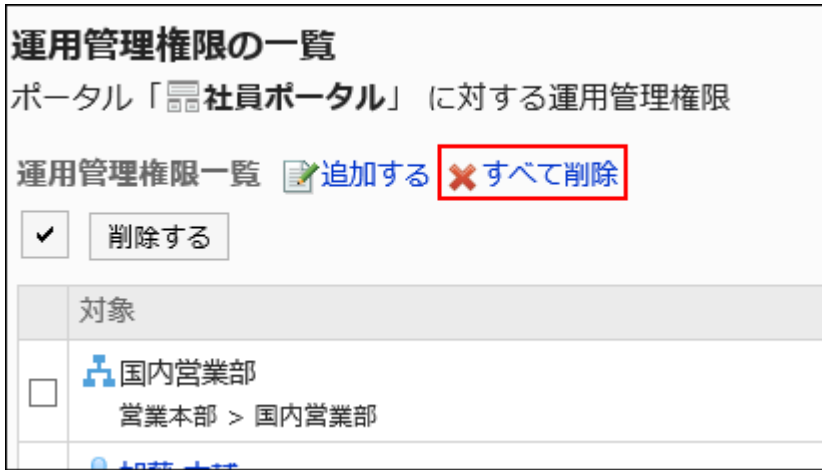 運用管理権限の一覧
ポータル「社員ポータル」 に対する運用管理権限
運用管理権限一覧 追加する すべて削除
削除する
対象
国内営業部
営業本部 > 国内営業部